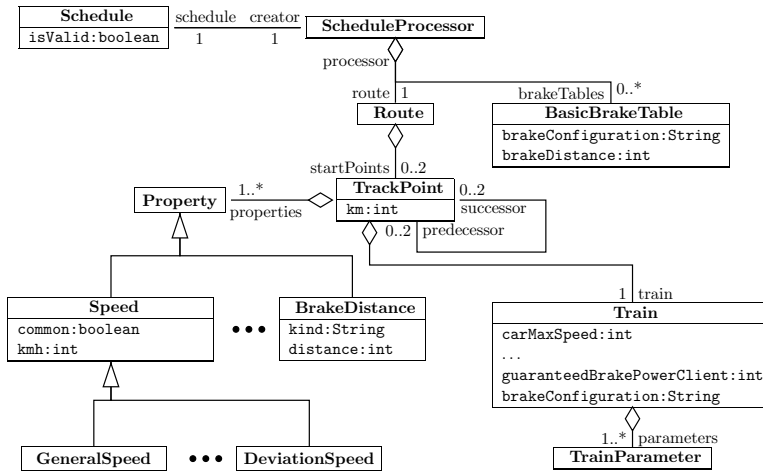 Schedule
isValid:boolean
schedule creator
1 1
ScheduleProcessor
processor
route 1
brakeTables 0..*
Route
BasicBrakeTable
brakeConfiguration:String
brakeDistance:int
startPoints 0..2
Property
1..*
properties
TrackPoint
km:int
0..2
successor
0..2 predecessor
Speed
common:boolean
kmh:int
•••
BrakeDistance
kind:String
distance:int
1 train
Train
carMaxSpeed:int
...
guaranteedBrakePowerClient:int
brakeConfiguration:String
1..* parameters
GeneralSpeed
•••
DeviationSpeed
TrainParameter